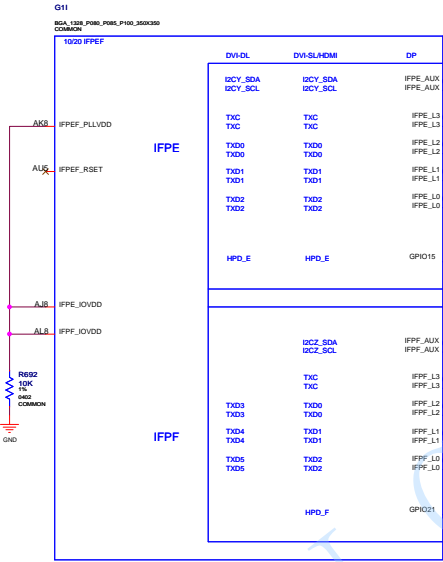 G1I
BGA_1328_P080_P085_P100_350X350
COMMON
10/20 IFPEF
DVI-DL DVI-SL/HDMI DP
I2CY_SDA I2CY_SDA IFPE_AUX
I2CY_SCL I2CY_SCL IFPE_AUX
TXC TXC IFPE_L3
TXC TXC IFPE_L3
AK8 IFPEF_PLLVDD
TXD0 TXD0 IFPE_L2
IFPE
TXD0 TXD0 IFPE_L2
AU5 IFPEF_RSET
TXD1 TXD1 IFPE_L1
TXD1 TXD1 IFPE_L1
TXD2 TXD2 IFPE_L0
TXD2 TXD2 IFPE_L0
HPD_E HPD_E GPIO15
AJ8 IFPE_IOVDD
AL8 IFPF_IOVDD
I2CZ_SDA IFPF_AUX
I2CZ_SCL IFPF_AUX
R692
10K
1%
0402
COMMON
GND
TXC IFPF_L3
TXC IFPF_L3
TXD3 TXD0 IFPF_L2
TXD3 TXD0 IFPF_L2
IFPF
TXD4 TXD1 IFPF_L1
TXD4 TXD1 IFPF_L1
TXD5 TXD2 IFPF_L0
TXD5 TXD2 IFPF_L0
HPD_F GPIO21